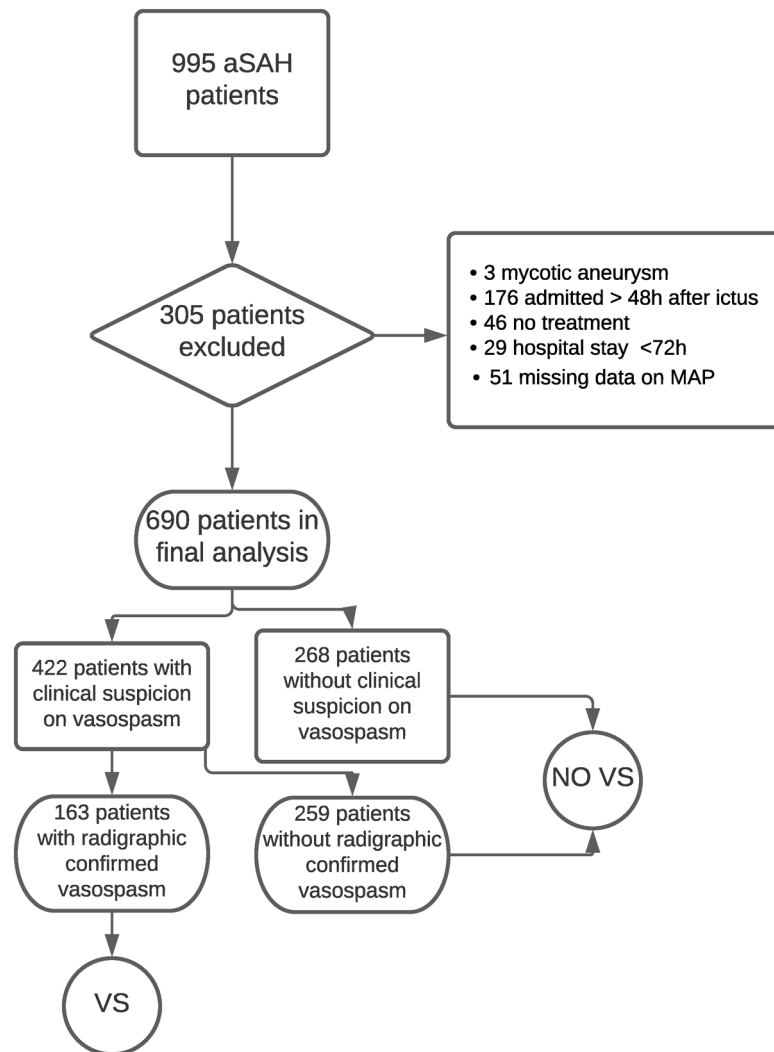 995 aSAH
patients
305 patients
excluded
• 3 mycotic aneurysm
• 176 admitted > 48h after ictus
• 46 no treatment
• 29 hospital stay <72h
• 51 missing data on MAP
690 patients in
final analysis
422 patients with
clinical suspicion
on vasospasm
268 patients
without clinical
suspicion on
vasospasm
NO VS
163 patients
with radigraphic
confirmed
vasospasm
259 patients
without radigraphic
confirmed
vasospasm
VS